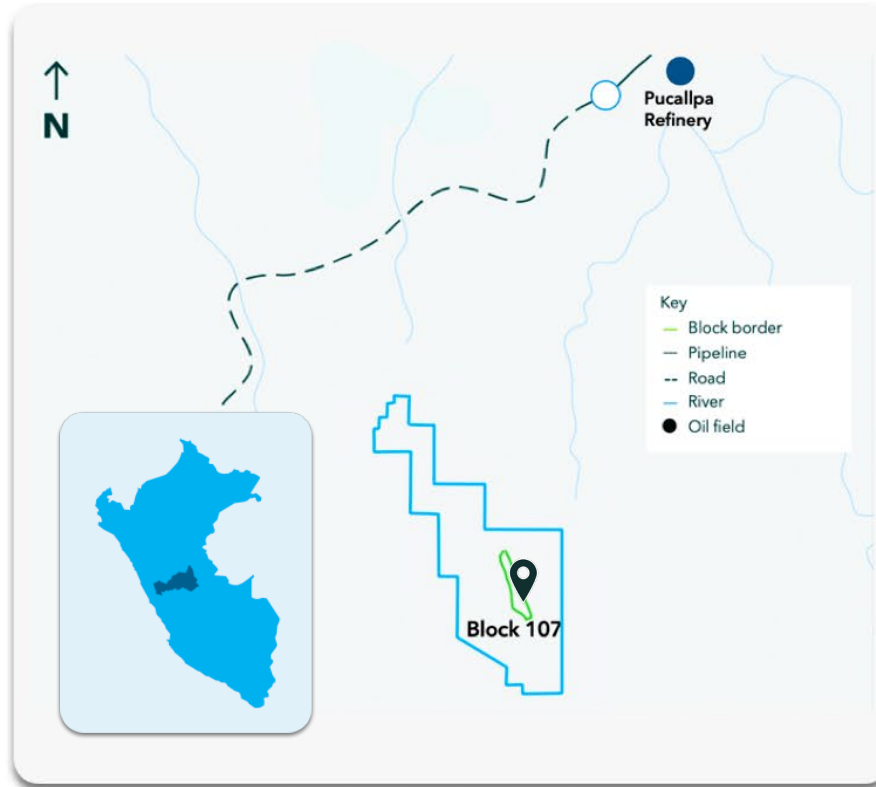 N
Pucallpa
Refinery
Key
Block border
Pipeline
Road
River
Oil field
Block 107